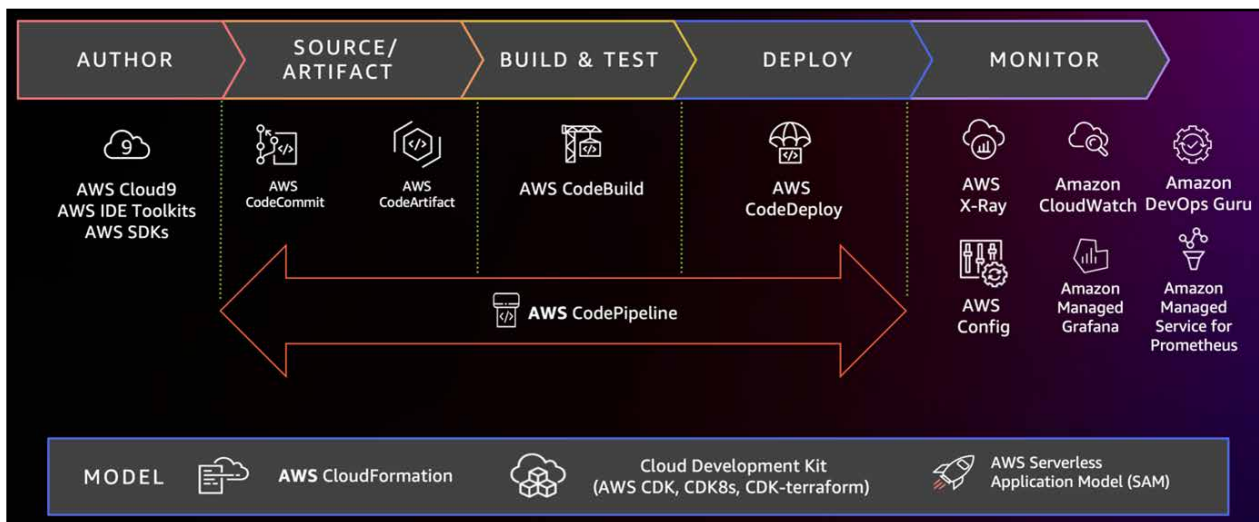 AUTHOR
SOURCE/
ARTIFACT
BUILD & TEST
DEPLOY
MONITOR
9
AWS Cloud9
AWS IDE Toolkits
AWS SDKs
</>
AWS
CodeCommit
</>
AWS
CodeArtifact
</>
AWS CodeBuild
</>
AWS
CodeDeploy
AWS
X-Ray
Amazon
CloudWatch
Amazon
DevOps Guru
AWS
Config
Amazon
Managed
Grafana
Amazon
Managed
Service for
Prometheus
</>
AWS CodePipeline
MODEL
AWS CloudFormation
Cloud Development Kit
(AWS CDK, CDK8s, CDK-terraform)
AWS Serverless
Application Model (SAM)